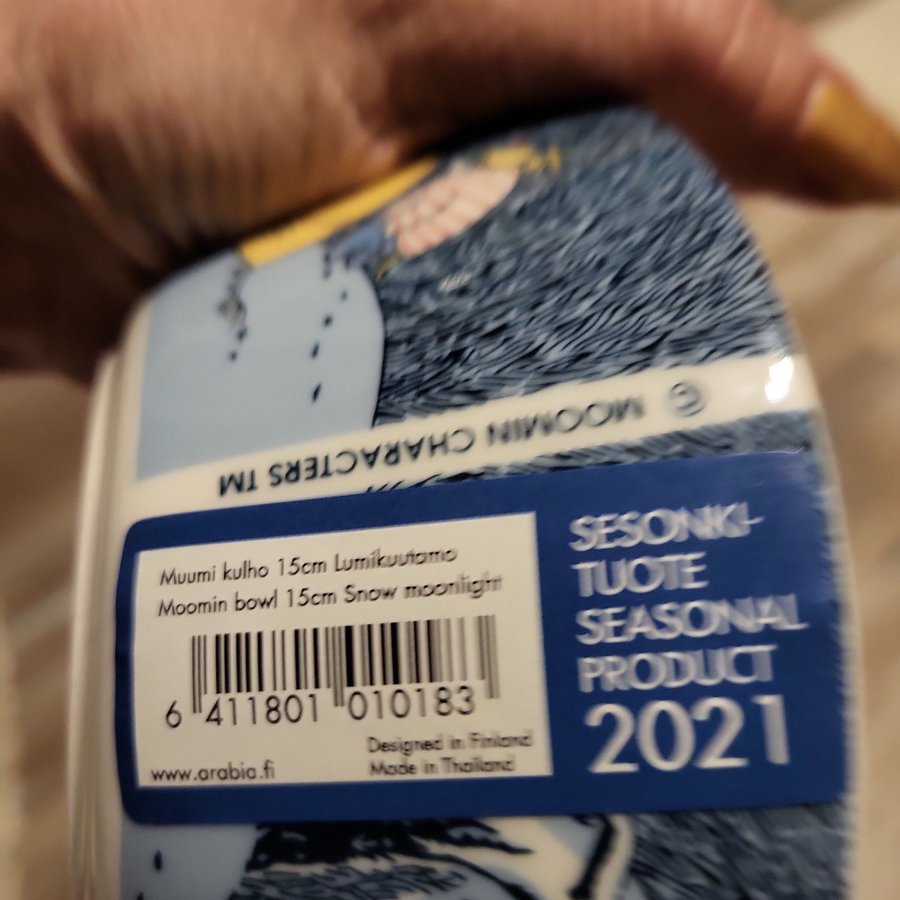 © MOOMIN CHARACTERS TM
Muumi kulho 15cm Lumikuutamo
Moomin bowl 15cm Snow moonlight
6 411801 010183
Designed in Finland
Made in Thailand
www.arabia.fi
SESONKI-
TUOTE
SEASONAL
PRODUCT
2021